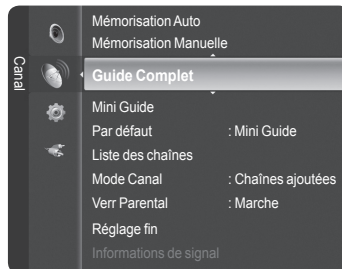 Canal
Mémorisation Auto
Mémorisation Manuelle
Guide Complet
Mini Guide
Par défaut : Mini Guide
Liste des chaînes
Mode Canal : Chaînes ajoutées
Verr Parental : Marche
Réglage fin
Informations de signal